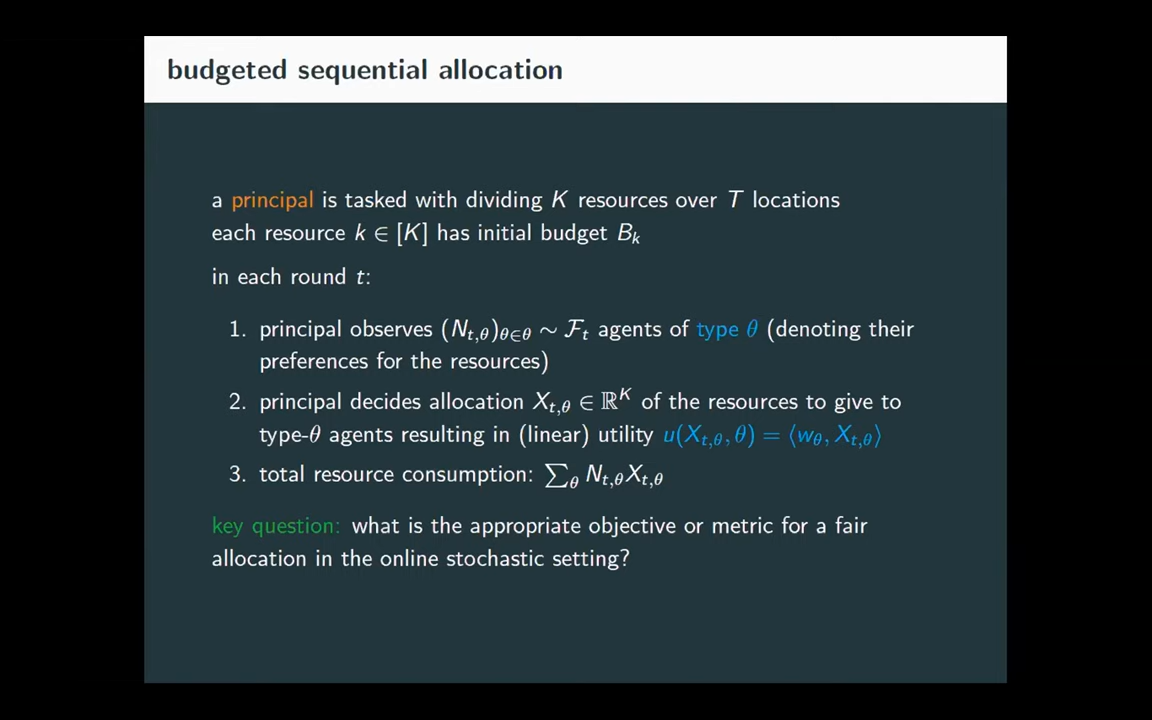 budgeted sequential allocation
a principal is tasked with dividing K resources over T locations
each resource k ∈ [K] has initial budget B_k
in each round t:
1. principal observes (N_{t,θ})_{θ∈θ} ∼ ℱ_t agents of type θ (denoting their
preferences for the resources)
2. principal decides allocation X_{t,θ} ∈ ℝ^K of the resources to give to
type-θ agents resulting in (linear) utility u(X_{t,θ}, θ) = ⟨w_θ, X_{t,θ}⟩
3. total resource consumption: ∑_θ N_{t,θ}X_{t,θ}
key question: what is the appropriate objective or metric for a fair
allocation in the online stochastic setting?